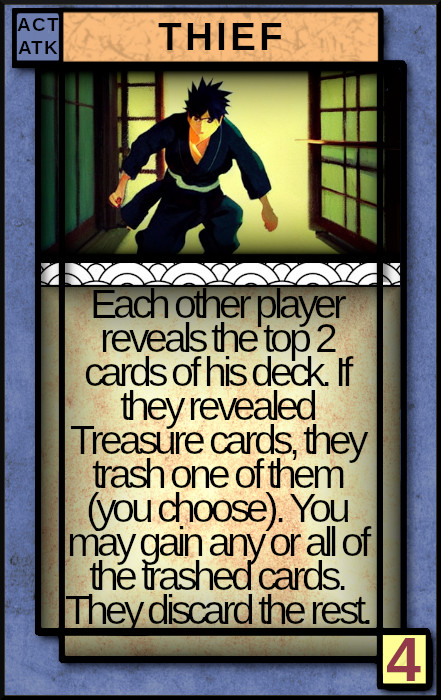 ACT
ATK
THIEF
Each other player
reveals the top 2
cards of his deck. If
they revealed
Treasure cards, they
trash one of them
(you choose). You
may gain any or all of
the trashed cards.
They discard the rest.
4